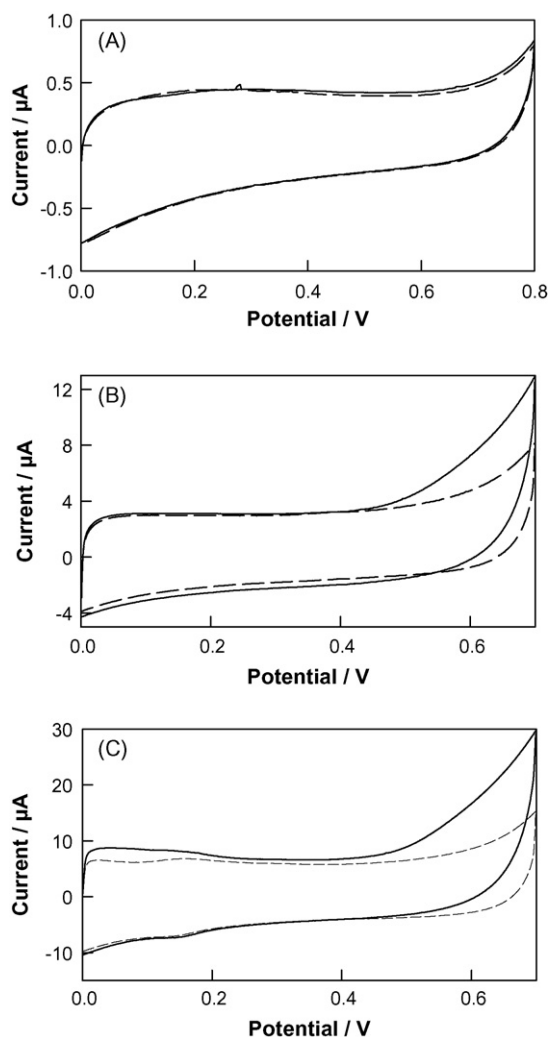 (A)
1.0
0.5
0.0
-0.5
-1.0
Current / µA
0.0 0.2 0.4 0.6 0.8
Potential / V
(B)
12
8
4
0
-4
Current / µA
0.0 0.2 0.4 0.6
Potential / V
(C)
30
20
10
0
-10
Current / µA
0.0 0.2 0.4 0.6
Potential / V